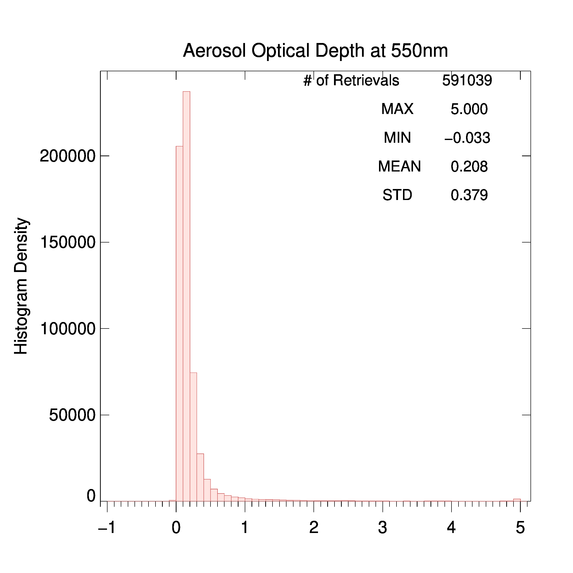 Aerosol Optical Depth at 550nm
# of Retrievals 591039
MAX 5.000
MIN −0.033
MEAN 0.208
STD 0.379
Histogram Density
200000
150000
100000
50000
0
−1 0 1 2 3 4 5